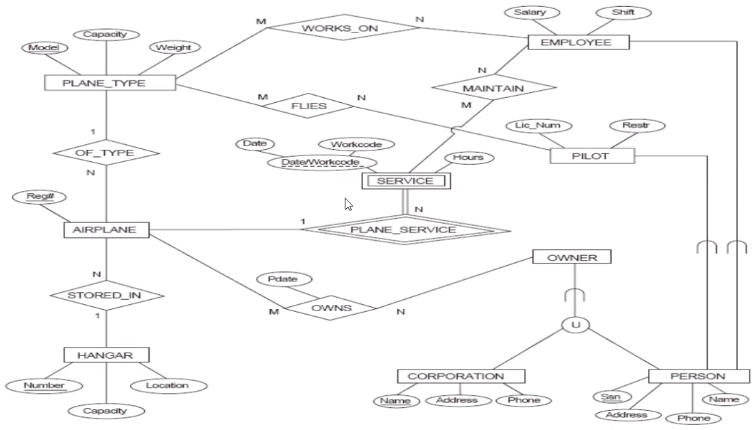 Salary
Shift
M
WORKS_ON
N
EMPLOYEE
Model
Capacity
Weight
PLANE_TYPE
N
MAINTAIN
M
M
FLIES
N
Lic_Num
Restr
PILOT
1
OF_TYPE
N
Date
Workcode
Date/Workcode
Hours
SERVICE
Reg#
AIRPLANE
1
N
PLANE_SERVICE
OWNER
N
STORED_IN
1
Pdate
M
OWNS
N
U
HANGAR
Number
Location
Capacity
CORPORATION
Name
Address
Phone
PERSON
Ssn
Name
Address
Phone